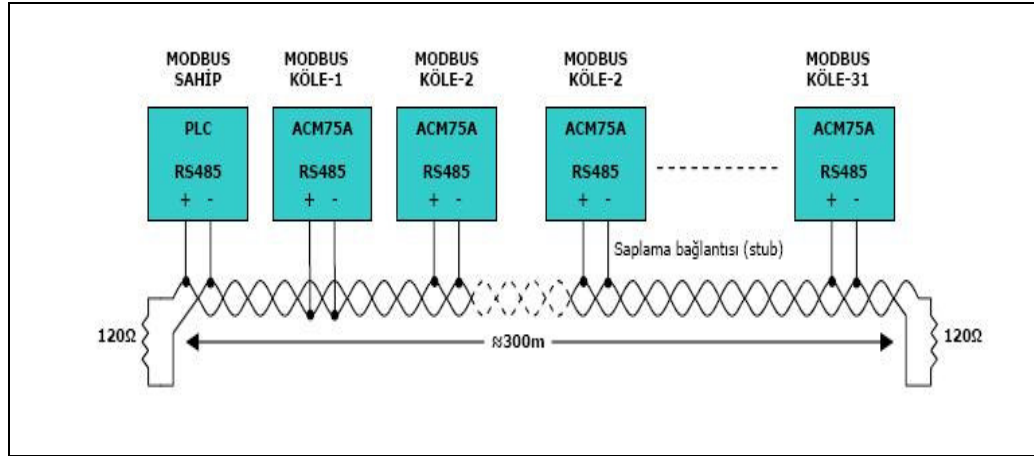 MODBUS
SAHİP
MODBUS
KÖLE-1
MODBUS
KÖLE-2
MODBUS
KÖLE-2
MODBUS
KÖLE-31
PLC
RS485
+ -
ACM75A
RS485
+ -
ACM75A
RS485
+ -
ACM75A
RS485
+ -
ACM75A
RS485
+ -
Saplama bağlantısı (stub)
120Ω
≈300m
120Ω